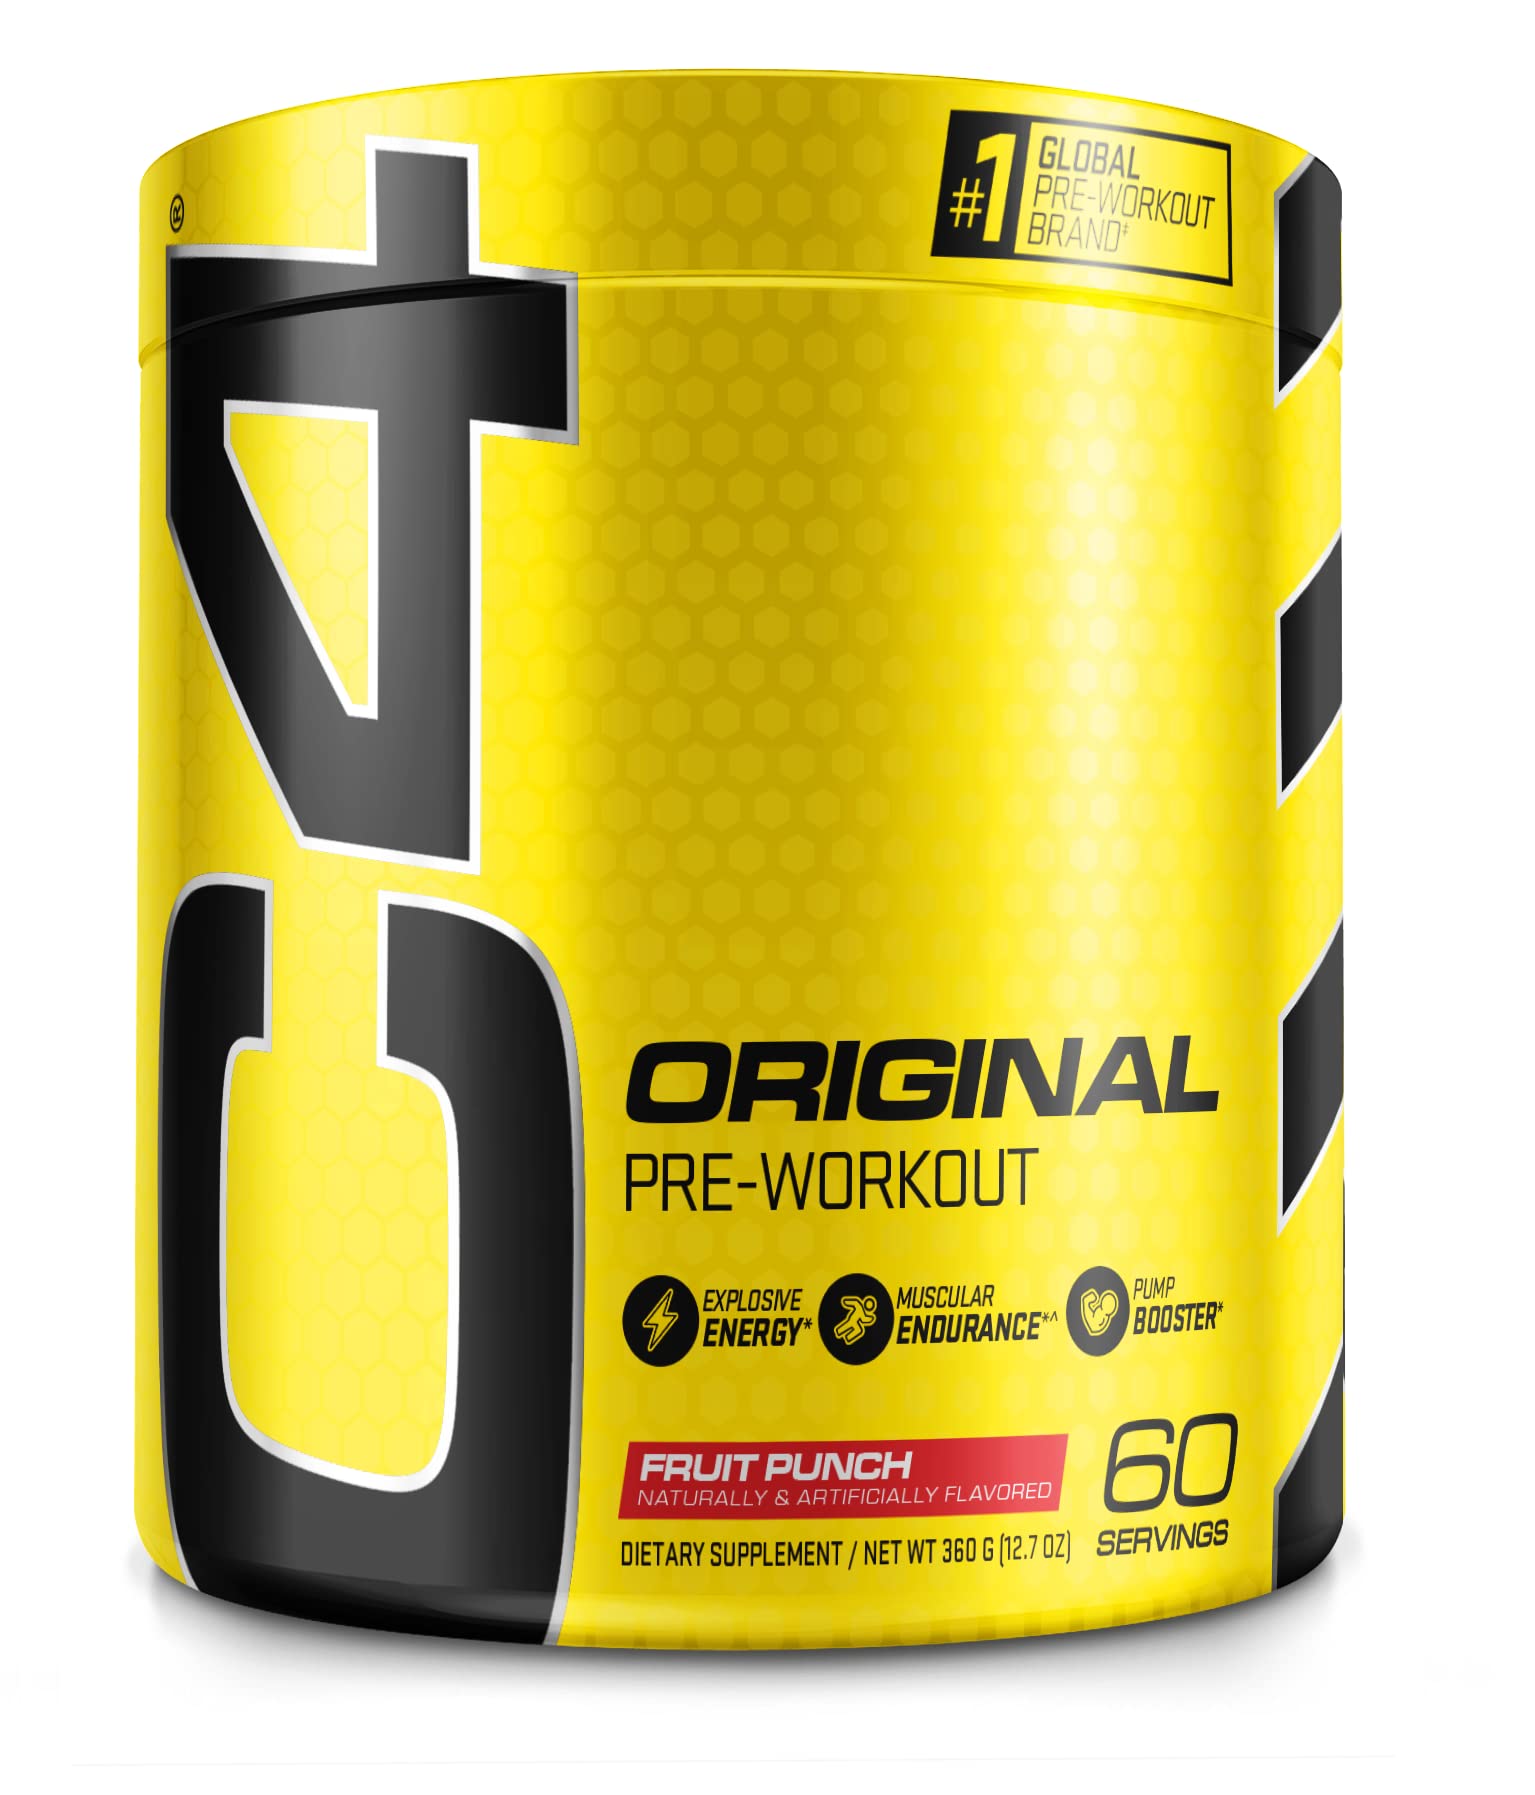 C4®
#1 GLOBAL
PRE-WORKOUT
BRAND‡
ORIGINAL
PRE-WORKOUT
EXPLOSIVE
ENERGY*
MUSCULAR
ENDURANCE*^
PUMP
BOOSTER*
FRUIT PUNCH
NATURALLY & ARTIFICIALLY FLAVORED
60
SERVINGS
DIETARY SUPPLEMENT / NET WT 360 G (12.7 OZ)